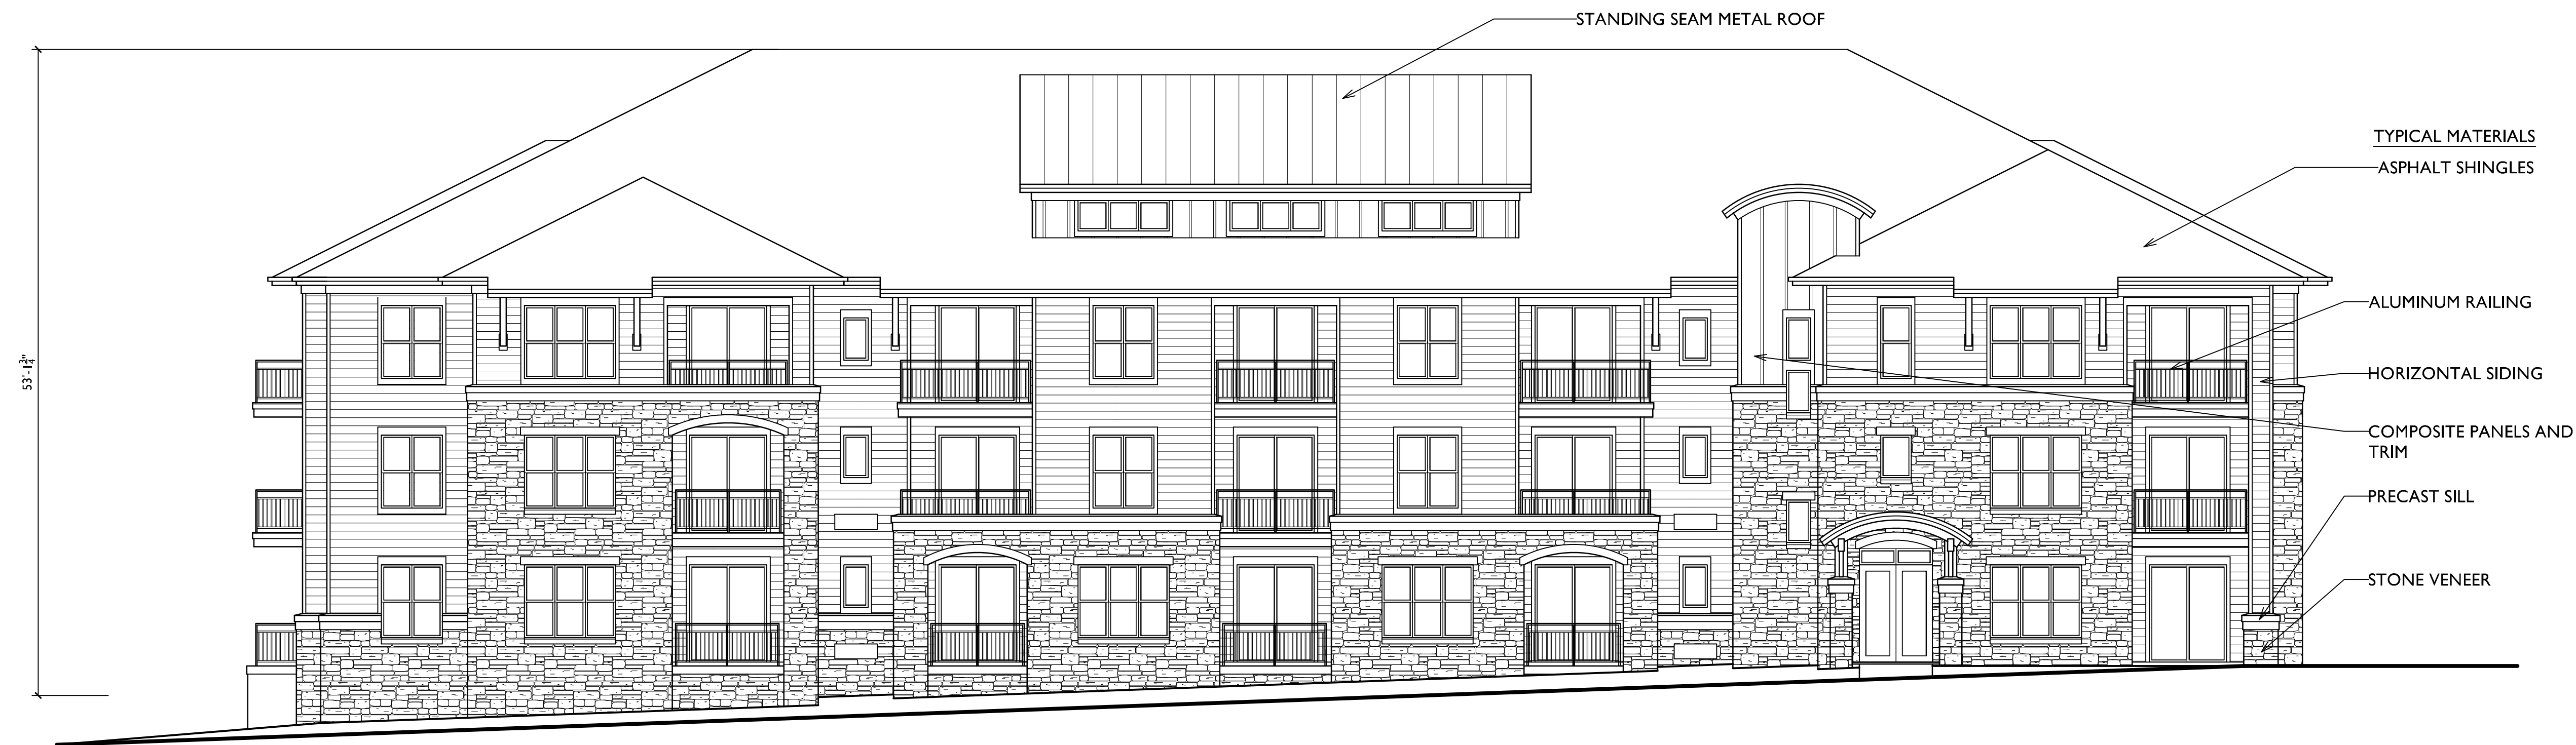 STANDING SEAM METAL ROOF
TYPICAL MATERIALS
ASPHALT SHINGLES
ALUMINUM RAILING
53'-1¾"
HORIZONTAL SIDING
COMPOSITE PANELS AND
TRIM
PRECAST SILL
STONE VENEER